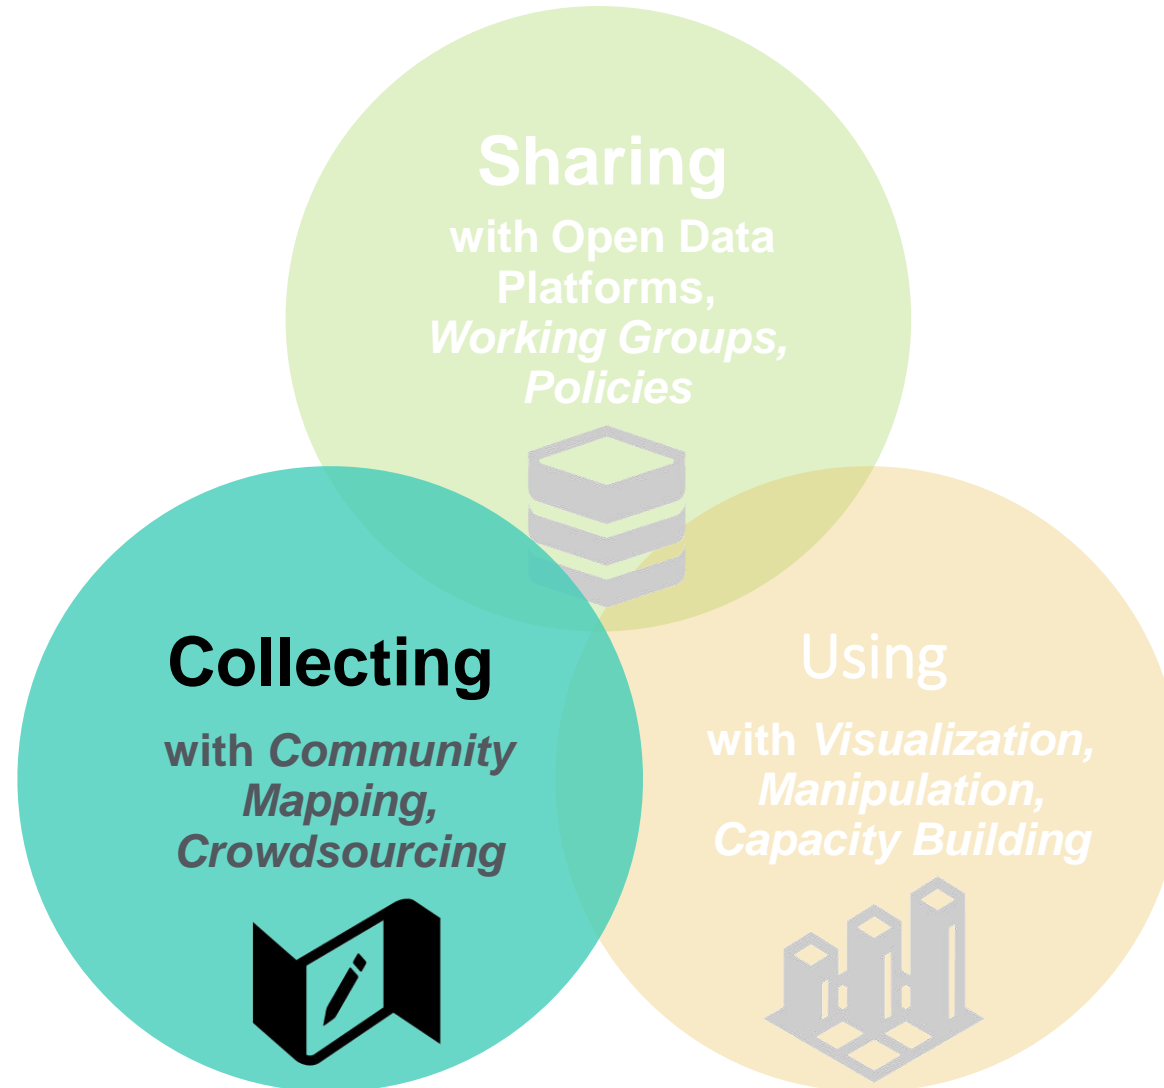 Sharing
with Open Data
Platforms,
Working Groups,
Policies
Collecting
with Community
Mapping,
Crowdsourcing
Using
with Visualization,
Manipulation,
Capacity Building